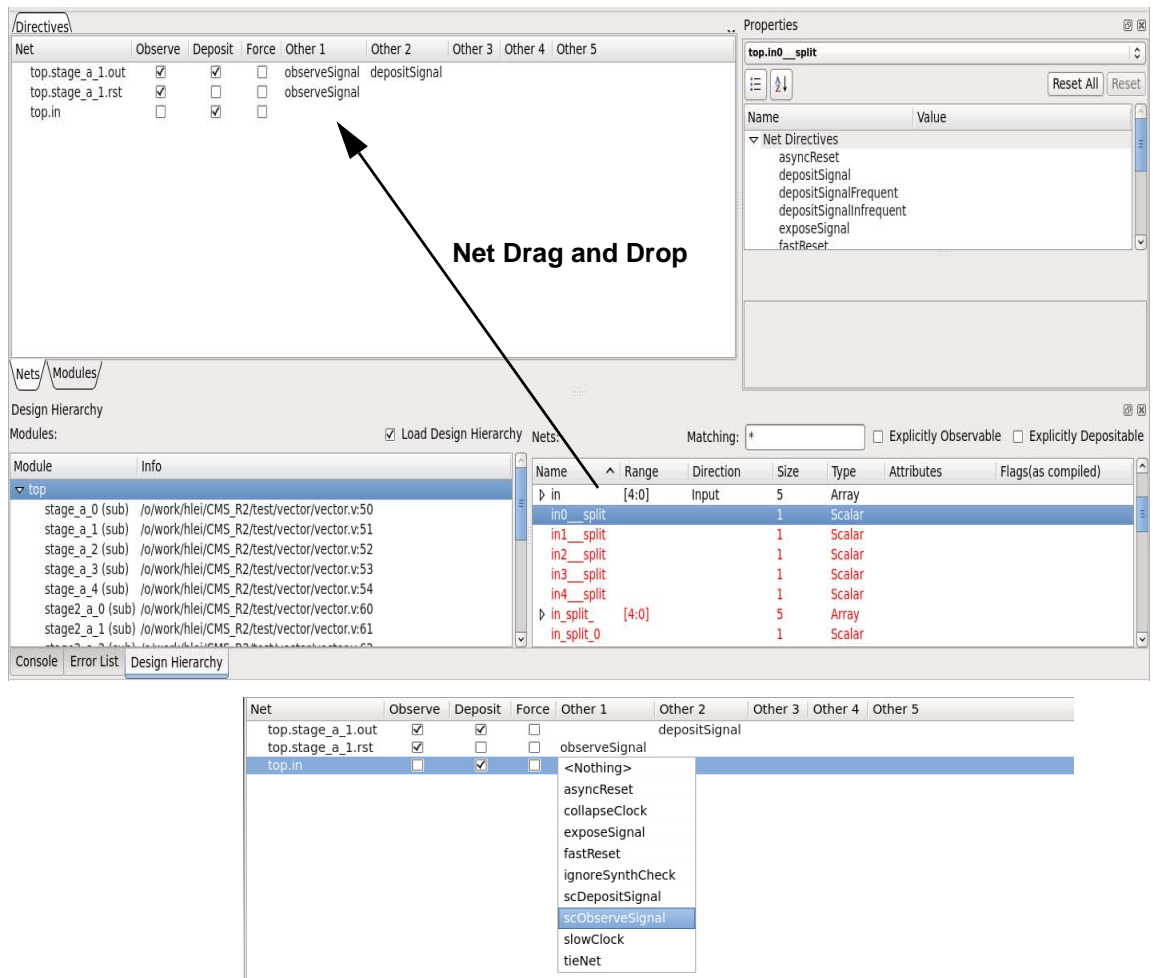 Directives
Net Observe Deposit Force Other 1 Other 2 Other 3 Other 4 Other 5
top.stage_a_1.out observeSignal depositSignal
top.stage_a_1.rst observeSignal
top.in
Net Drag and Drop
Nets Modules
Properties
top.in0__split
Reset All Reset
Name Value
Net Directives
asyncReset
depositSignal
depositSignalFrequent
depositSignalInfrequent
exposeSignal
fastReset
Design Hierarchy
Modules: Load Design Hierarchy
Module Info
top
stage_a_0 (sub) /o/work/hlei/CMS_R2/test/vector/vector.v:50
stage_a_1 (sub) /o/work/hlei/CMS_R2/test/vector/vector.v:51
stage_a_2 (sub) /o/work/hlei/CMS_R2/test/vector/vector.v:52
stage_a_3 (sub) /o/work/hlei/CMS_R2/test/vector/vector.v:53
stage_a_4 (sub) /o/work/hlei/CMS_R2/test/vector/vector.v:54
stage2_a_0 (sub) /o/work/hlei/CMS_R2/test/vector/vector.v:60
stage2_a_1 (sub) /o/work/hlei/CMS_R2/test/vector/vector.v:61
Nets: Matching: * Explicitly Observable Explicitly Depositable
Name Range Direction Size Type Attributes Flags(as compiled)
in [4:0] Input 5 Array
in0__split 1 Scalar
in1__split 1 Scalar
in2__split 1 Scalar
in3__split 1 Scalar
in4__split 1 Scalar
in_split_ [4:0] 5 Array
in_split_0 1 Scalar
Console Error List Design Hierarchy
Net Observe Deposit Force Other 1 Other 2 Other 3 Other 4 Other 5
top.stage_a_1.out depositSignal
top.stage_a_1.rst observeSignal
top.in
<Nothing>
asyncReset
collapseClock
exposeSignal
fastReset
ignoreSynthCheck
scDepositSignal
scObserveSignal
slowClock
tieNet